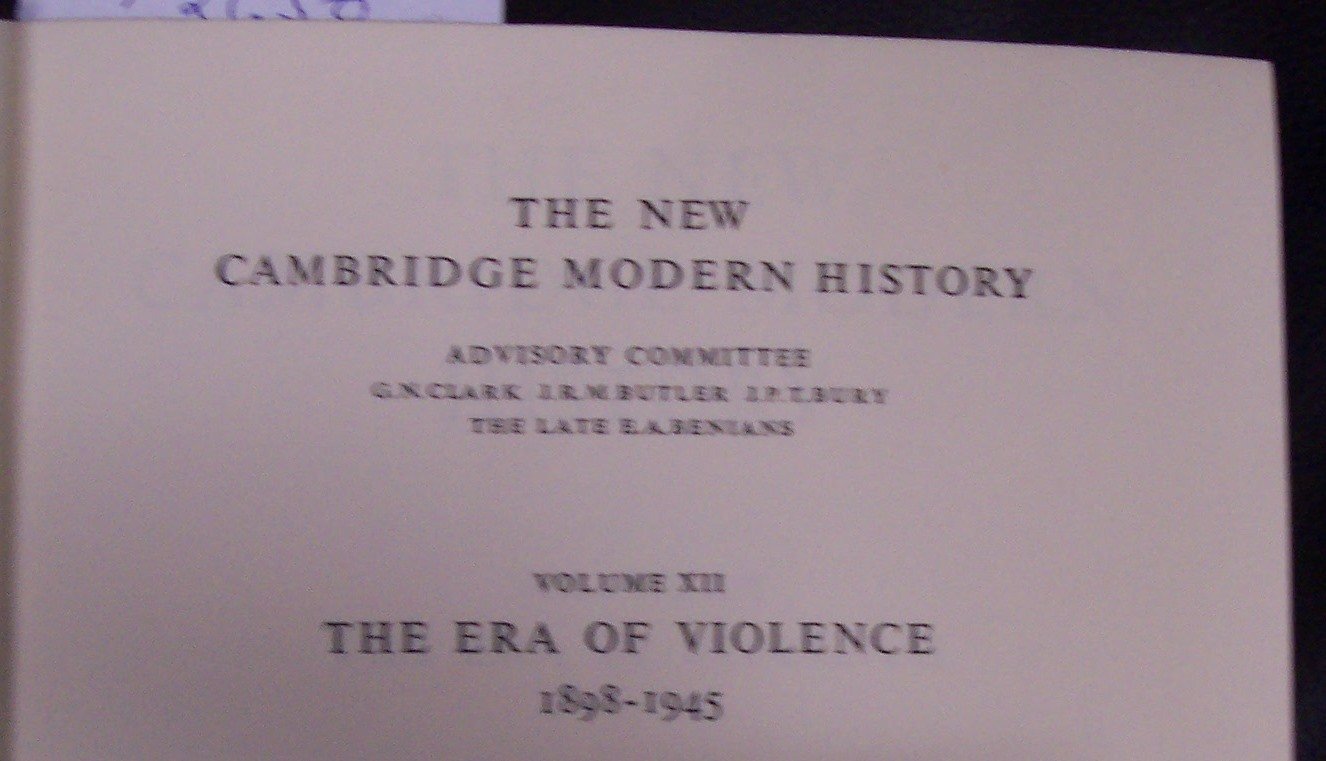 THE NEW
CAMBRIDGE MODERN HISTORY
ADVISORY COMMITTEE
G.N.CLARK J.R.M.BUTLER J.P.T.BURY
THE LATE E.A.BENIANS
VOLUME XII
THE ERA OF VIOLENCE
1898-1945